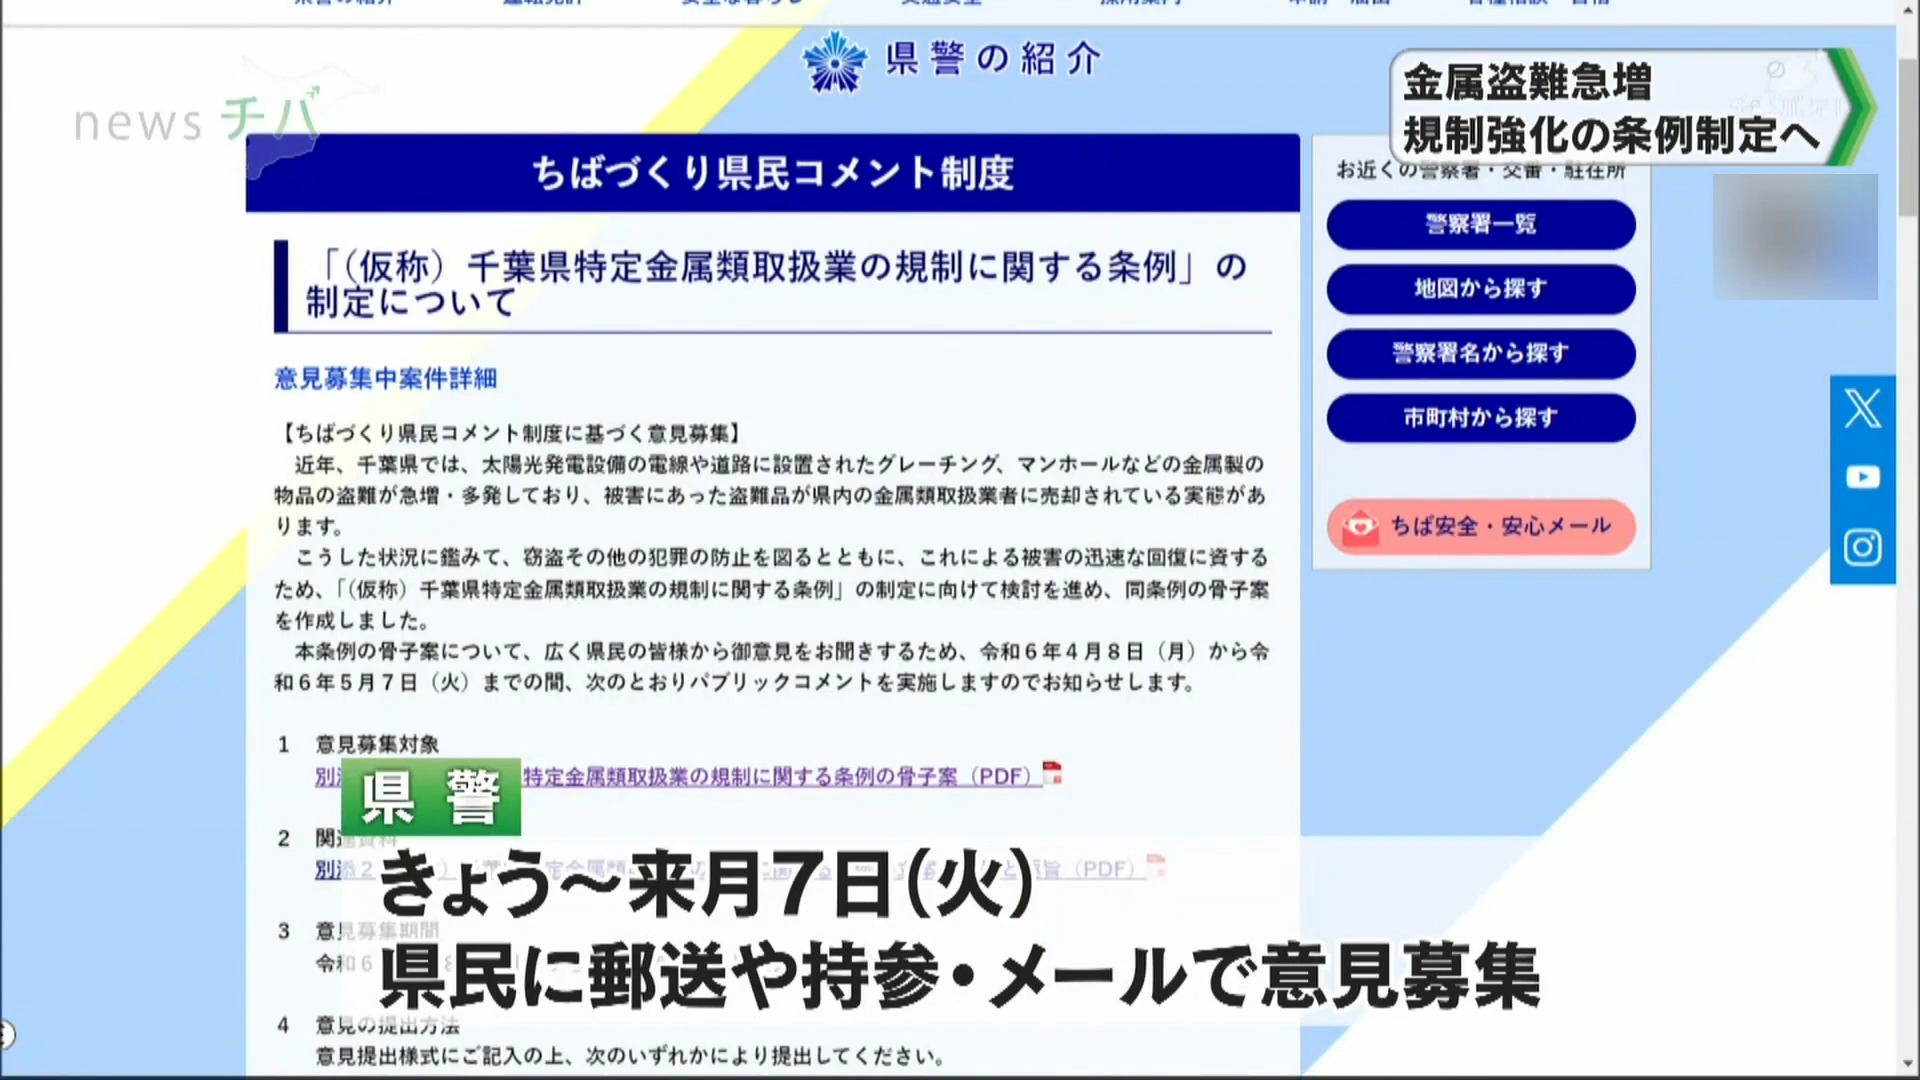 県警の紹介
news チバ
金属盗難急増
規制強化の条例制定へ
ちばづくり県民コメント制度
お近くの警察署・交番・駐在所
警察署一覧
地図から探す
警察署名から探す
市町村から探す
ちば安全・安心メール
「（仮称）千葉県特定金属類取扱業の規制に関する条例」の
制定について
意見募集中案件詳細
【ちばづくり県民コメント制度に基づく意見募集】
近年、千葉県では、太陽光発電設備の電線や道路に設置されたグレーチング、マンホールなどの金属製の
物品の盗難が急増・多発しており、被害にあった盗難品が県内の金属類取扱業者に売却されている実態があ
ります。
こうした状況に鑑みて、窃盗その他の犯罪の防止を図るとともに、これによる被害の迅速な回復に資する
ため、「（仮称）千葉県特定金属類取扱業の規制に関する条例」の制定に向けて検討を進め、同条例の骨子案
を作成しました。
本条例の骨子案について、広く県民の皆様から御意見をお聞きするため、令和６年４月８日（月）から令
和６年５月７日（火）までの間、次のとおりパブリックコメントを実施しますのでお知らせします。
1 意見募集対象
別 特定金属類取扱業の規制に関する条例の骨子案（PDF）
県警
2 関連資料
別添２ 旨（PDF）
きょう～来月７日（火）
3 意見募集期間
令和６
県民に郵送や持参・メールで意見募集
4 意見の提出方法
意見提出様式にご記入の上、次のいずれかにより提出してください。